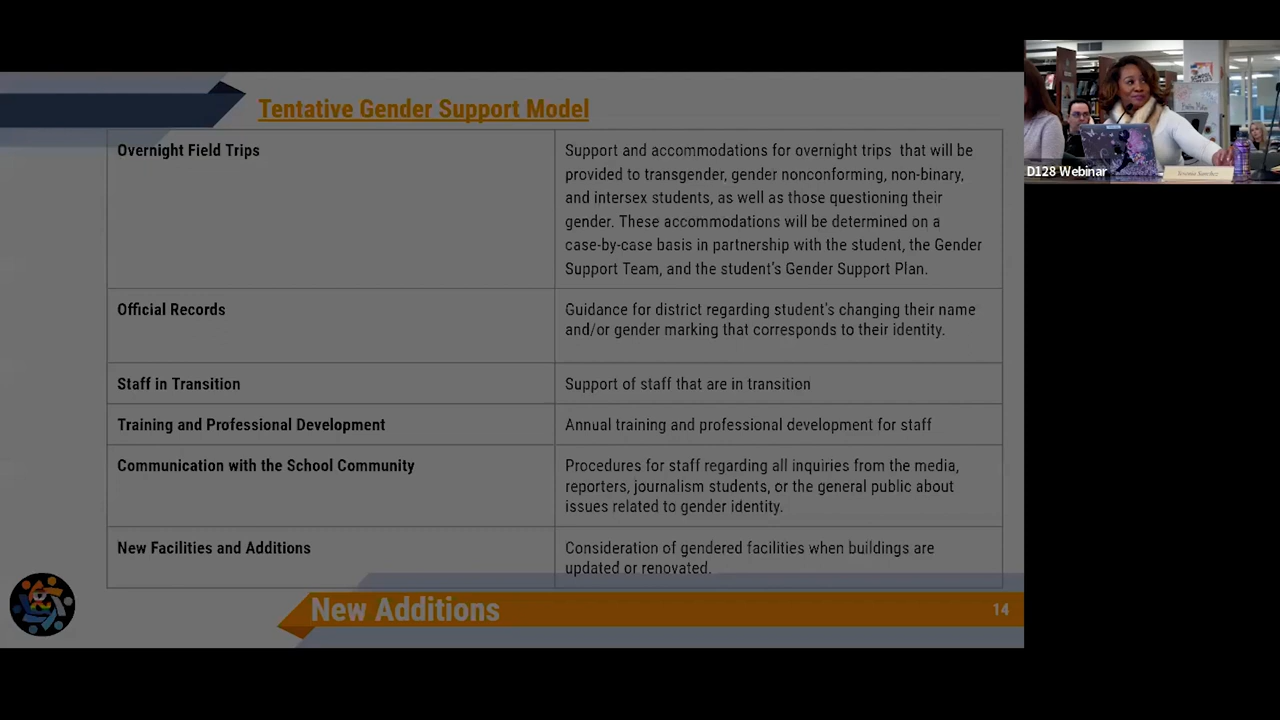 Tentative Gender Support Model
Overnight Field Trips
Support and accommodations for overnight trips that will be
provided to transgender, gender nonconforming, non-binary,
and intersex students, as well as those questioning their
gender. These accommodations will be determined on a
case-by-case basis in partnership with the student, the Gender
Support Team, and the student's Gender Support Plan.
Official Records
Guidance for district regarding student's changing their name
and/or gender marking that corresponds to their identity.
Staff in Transition
Support of staff that are in transition
Training and Professional Development
Annual training and professional development for staff
Communication with the School Community
Procedures for staff regarding all inquiries from the media,
reporters, journalism students, or the general public about
issues related to gender identity.
New Facilities and Additions
Consideration of gendered facilities when buildings are
updated or renovated.
New Additions
14
D128 Webinar